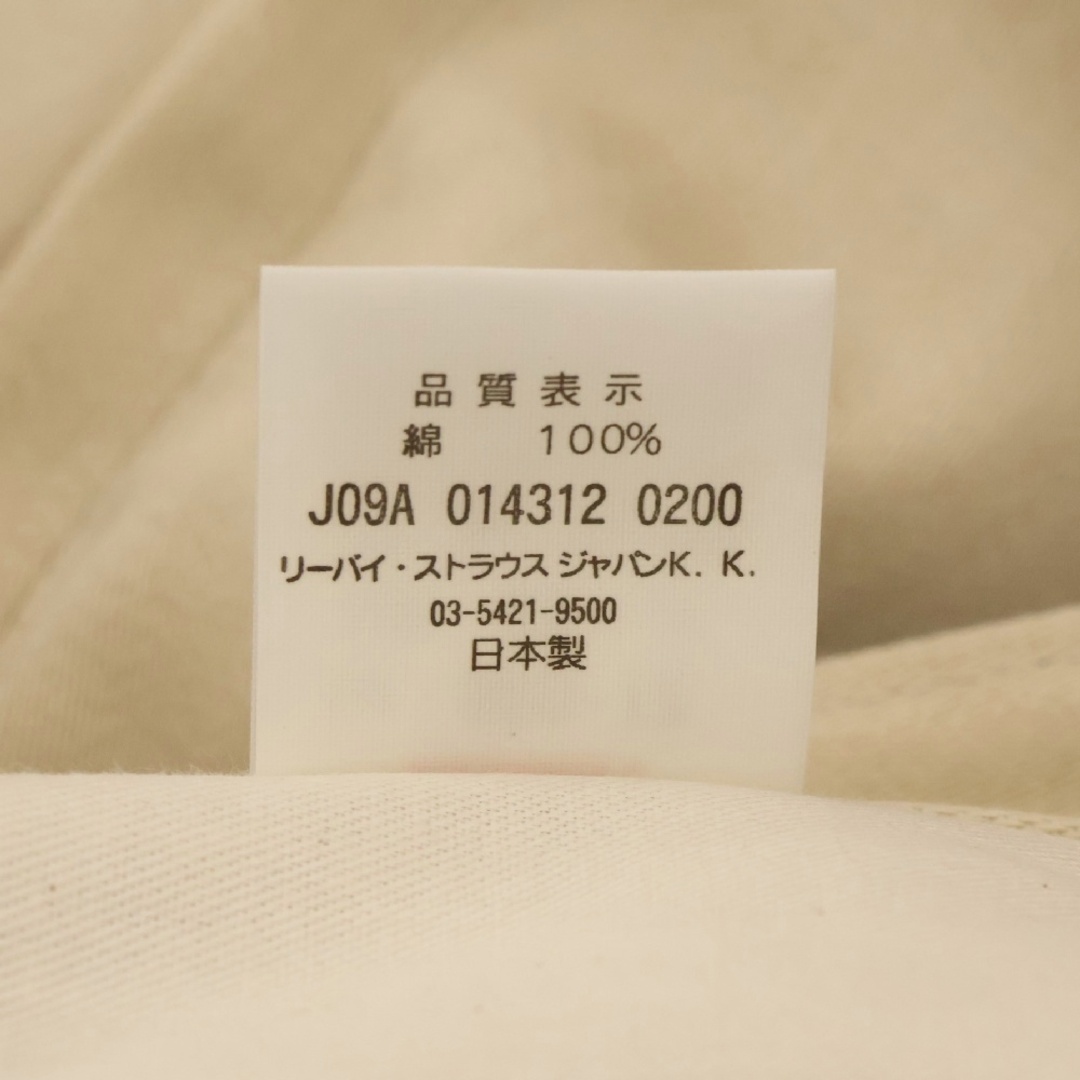 品質表示
綿 100%
J09A 014312 0200
リーバイ・ストラウス ジャパンK. K.
03-5421-9500
日本製